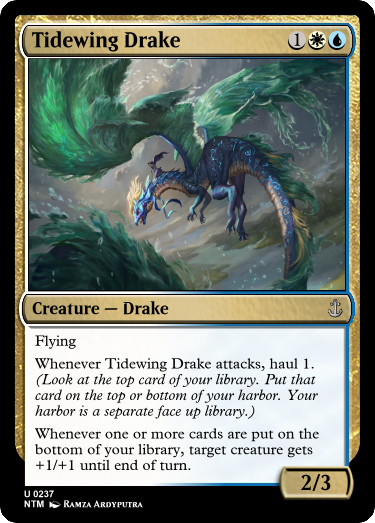 Tidewing Drake 1
Creature — Drake
Flying
Whenever Tidewing Drake attacks, haul 1.
(Look at the top card of your library. Put that
card on the top or bottom of your harbor. Your
harbor is a separate face up library.)
Whenever one or more cards are put on the
bottom of your library, target creature gets
+1/+1 until end of turn.
2/3
U 0237
NTM Ramza Ardyputra